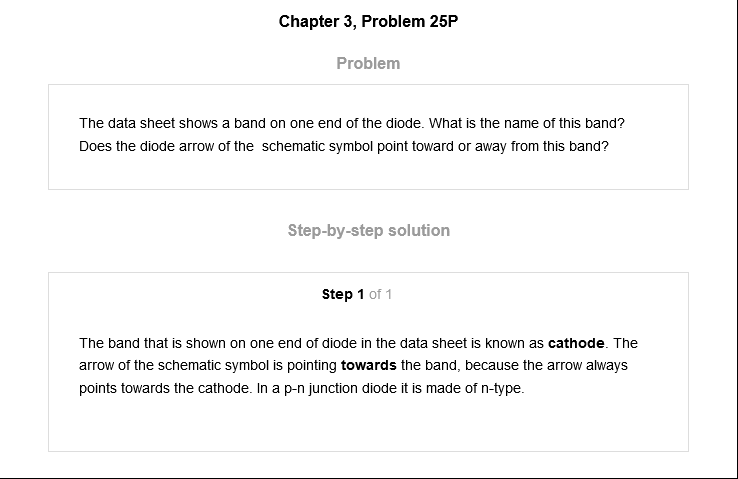 Chapter 3, Problem 25P
Problem
The data sheet shows a band on one end of the diode. What is the name of this band?
Does the diode arrow of the schematic symbol point toward or away from this band?
Step-by-step solution
Step 1 of 1
The band that is shown on one end of diode in the data sheet is known as cathode. The
arrow of the schematic symbol is pointing towards the band, because the arrow always
points towards the cathode. In a p-n junction diode it is made of n-type.